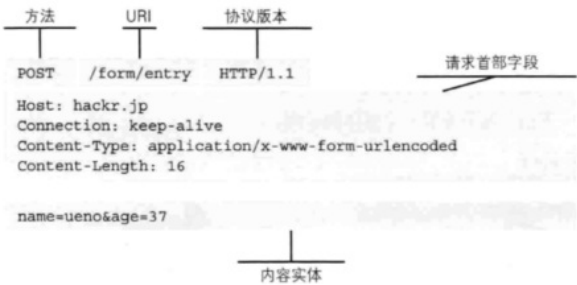 方法 URI 协议版本
POST /form/entry HTTP/1.1
请求首部字段
Host: hackr.jp
Connection: keep-alive
Content-Type: application/x-www-form-urlencoded
Content-Length: 16
name=ueno&age=37
内容实体